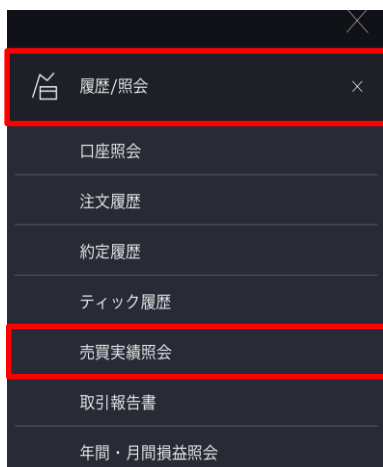 履歴/照会
口座照会
注文履歴
約定履歴
ティック履歴
売買実績照会
取引報告書
年間・月間損益照会